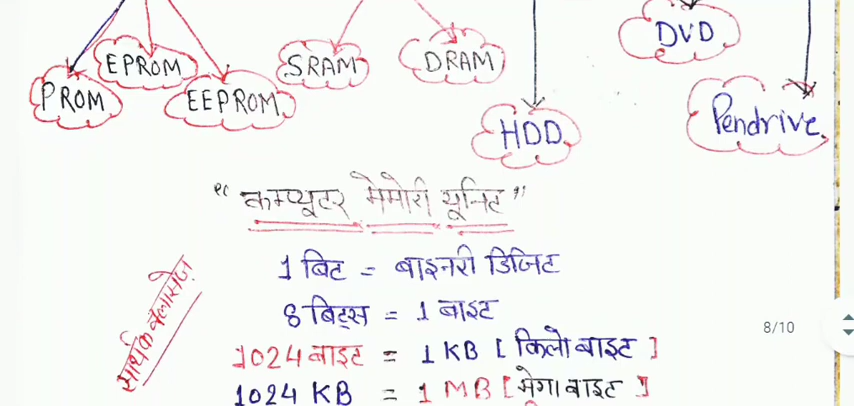 DVD
EPROM
SRAM
DRAM
PROM
EEPROM
HDD
Pendrive
"कम्प्यूटर मेमोरी यूनिट"
1 बिट = बाइनरी डिजिट
8 बिट्स = 1 बाइट
1024 बाइट = 1 KB [किलो बाइट]
1024 KB = 1 MB [मेगा बाइट]
सार्थक क्लासेज
8/10